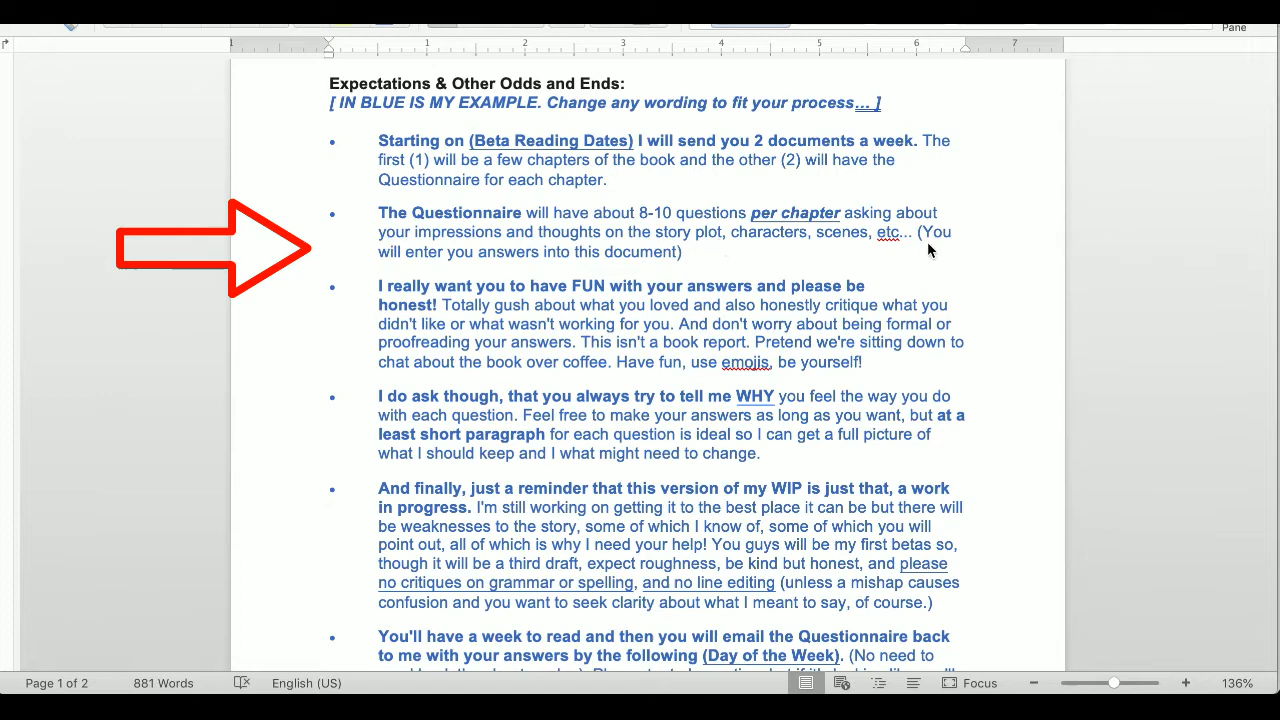 Pane
1 1 2 3 4 5 6 7
Expectations & Other Odds and Ends:
[ IN BLUE IS MY EXAMPLE. Change any wording to fit your process… ]
• Starting on (Beta Reading Dates) I will send you 2 documents a week. The
first (1) will be a few chapters of the book and the other (2) will have the
Questionnaire for each chapter.
• The Questionnaire will have about 8-10 questions per chapter asking about
your impressions and thoughts on the story plot, characters, scenes, etc... (You
will enter you answers into this document)
• I really want you to have FUN with your answers and please be
honest! Totally gush about what you loved and also honestly critique what you
didn't like or what wasn't working for you. And don't worry about being formal or
proofreading your answers. This isn't a book report. Pretend we're sitting down to
chat about the book over coffee. Have fun, use emojis, be yourself!
• I do ask though, that you always try to tell me WHY you feel the way you do
with each question. Feel free to make your answers as long as you want, but at a
least short paragraph for each question is ideal so I can get a full picture of
what I should keep and I what might need to change.
• And finally, just a reminder that this version of my WIP is just that, a work
in progress. I'm still working on getting it to the best place it can be but there will
be weaknesses to the story, some of which I know of, some of which you will
point out, all of which is why I need your help! You guys will be my first betas so,
though it will be a third draft, expect roughness, be kind but honest, and please
no critiques on grammar or spelling, and no line editing (unless a mishap causes
confusion and you want to seek clarity about what I meant to say, of course.)
• You'll have a week to read and then you will email the Questionnaire back
to me with your answers by the following (Day of the Week). (No need to
Page 1 of 2 881 Words English (US) Focus 136%